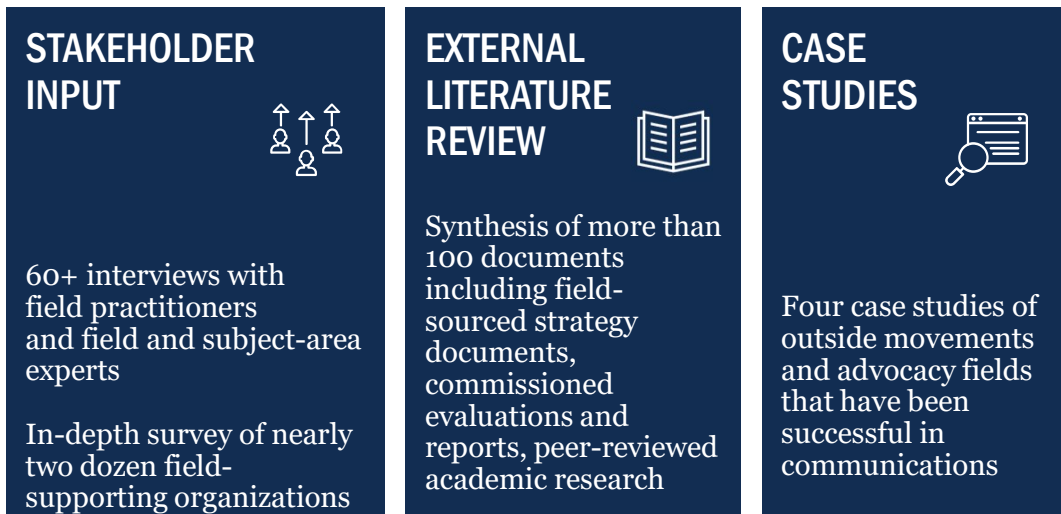 STAKEHOLDER
INPUT
60+ interviews with
field practitioners
and field and subject-area
experts
In-depth survey of nearly
two dozen field-
supporting organizations
EXTERNAL
LITERATURE
REVIEW
Synthesis of more than
100 documents
including field-
sourced strategy
documents,
commissioned
evaluations and
reports, peer-reviewed
academic research
CASE
STUDIES
Four case studies of
outside movements
and advocacy fields
that have been
successful in
communications